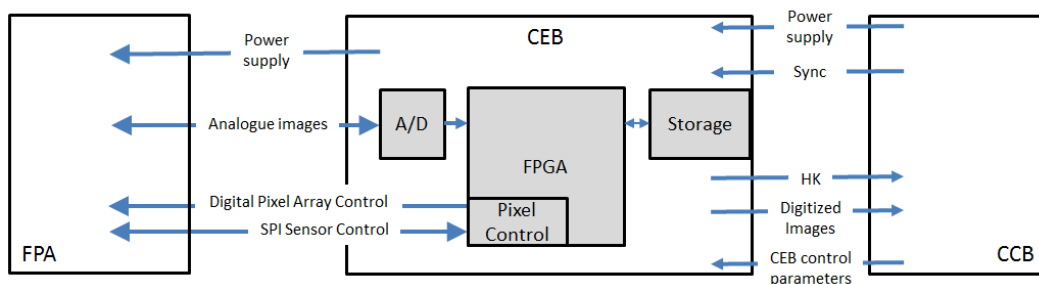 CEB
Power
supply
Power
supply
Sync
Analogue images
A/D
FPGA
Storage
HK
Digital Pixel Array Control
Pixel
Control
SPI Sensor Control
Digitized
Images
CEB control
parameters
FPA
CCB